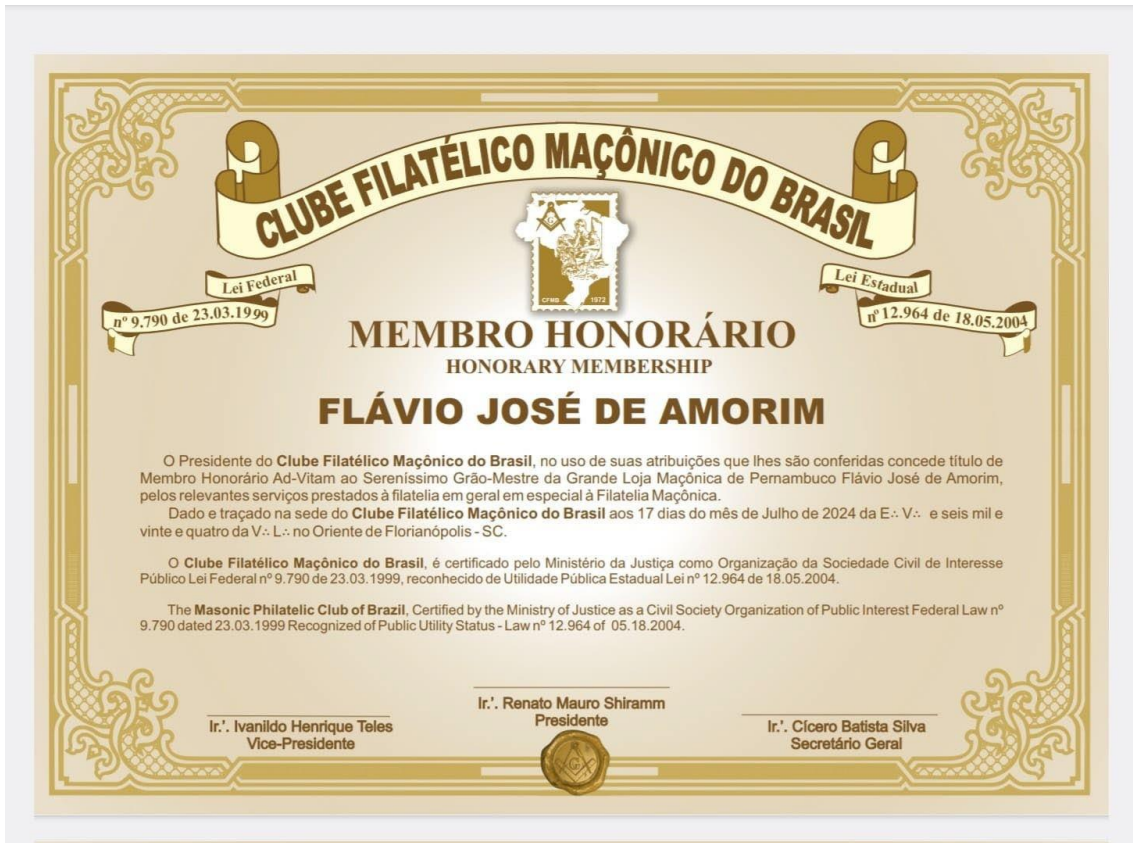 CLUBE FILATÉLICO MAÇÔNICO DO BRASIL
G
CFMB 1972
Lei Federal
nº 9.790 de 23.03.1999
Lei Estadual
nº 12.964 de 18.05.2004
MEMBRO HONORÁRIO
HONORARY MEMBERSHIP
FLÁVIO JOSÉ DE AMORIM
O Presidente do Clube Filatélico Maçônico do Brasil, no uso de suas atribuições que lhes são conferidas concede título de
Membro Honorário Ad-Vitam ao Sereníssimo Grão-Mestre da Grande Loja Maçônica de Pernambuco Flávio José de Amorim,
pelos relevantes serviços prestados à filatelia em geral em especial à Filatelia Maçônica.
Dado e traçado na sede do Clube Filatélico Maçônico do Brasil aos 17 dias do mês de Julho de 2024 da E∴ V∴ e seis mil e
vinte e quatro da V∴ L∴ no Oriente de Florianópolis - SC.
O Clube Filatélico Maçônico do Brasil, é certificado pelo Ministério da Justiça como Organização da Sociedade Civil de Interesse
Público Lei Federal nº 9.790 de 23.03.1999, reconhecido de Utilidade Pública Estadual Lei nº 12.964 de 18.05.2004.
The Masonic Philatelic Club of Brazil, Certified by the Ministry of Justice as a Civil Society Organization of Public Interest Federal Law nº
9.790 dated 23.03.1999 Recognized of Public Utility Status - Law nº 12.964 of 05.18.2004.
Ir.'. Ivanildo Henrique Teles
Vice-Presidente
Ir.'. Renato Mauro Shiramm
Presidente
Ir.'. Cícero Batista Silva
Secretário Geral
G